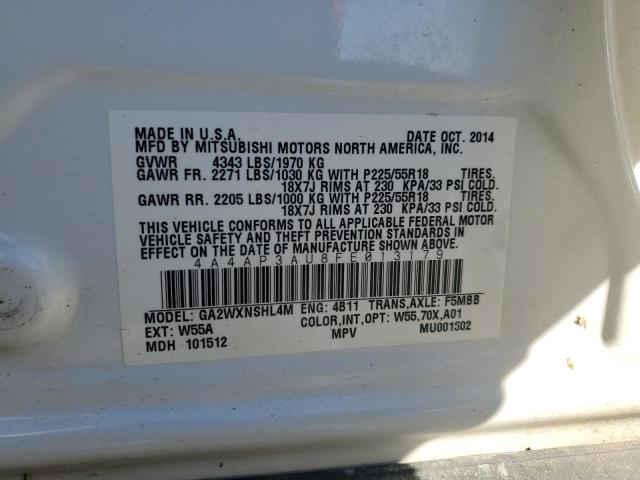 MADE IN U.S.A. DATE OCT. 2014
MFD BY MITSUBISHI MOTORS NORTH AMERICA, INC.
GVWR 4343 LBS/1970 KG
GAWR FR. 2271 LBS/1030 KG WITH P225/55R18 TIRES,
18X7J RIMS AT 230 KPA/33 PSI COLD.
GAWR RR. 2205 LBS/1000 KG WITH P225/55R18 TIRES,
18X7J RIMS AT 230 KPA/33 PSI COLD.
THIS VEHICLE CONFORMS TO ALL APPLICABLE FEDERAL MOTOR
VEHICLE SAFETY AND THEFT PREVENTION STANDARDS IN
EFFECT ON THE DATE OF MANUFACTURE SHOWN ABOVE.
4A4AP3AU8FE013179
MODEL: GA2WXNSHL4M ENG: 4B11 TRANS,AXLE: F5MBB
EXT: W55A COLOR,INT,OPT: W55,70X,A01
MDH 101512 MPV MU001302